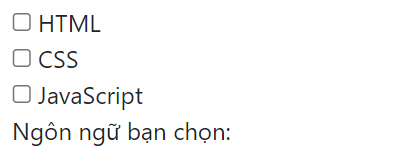 HTML
CSS
JavaScript
Ngôn ngữ bạn chọn: